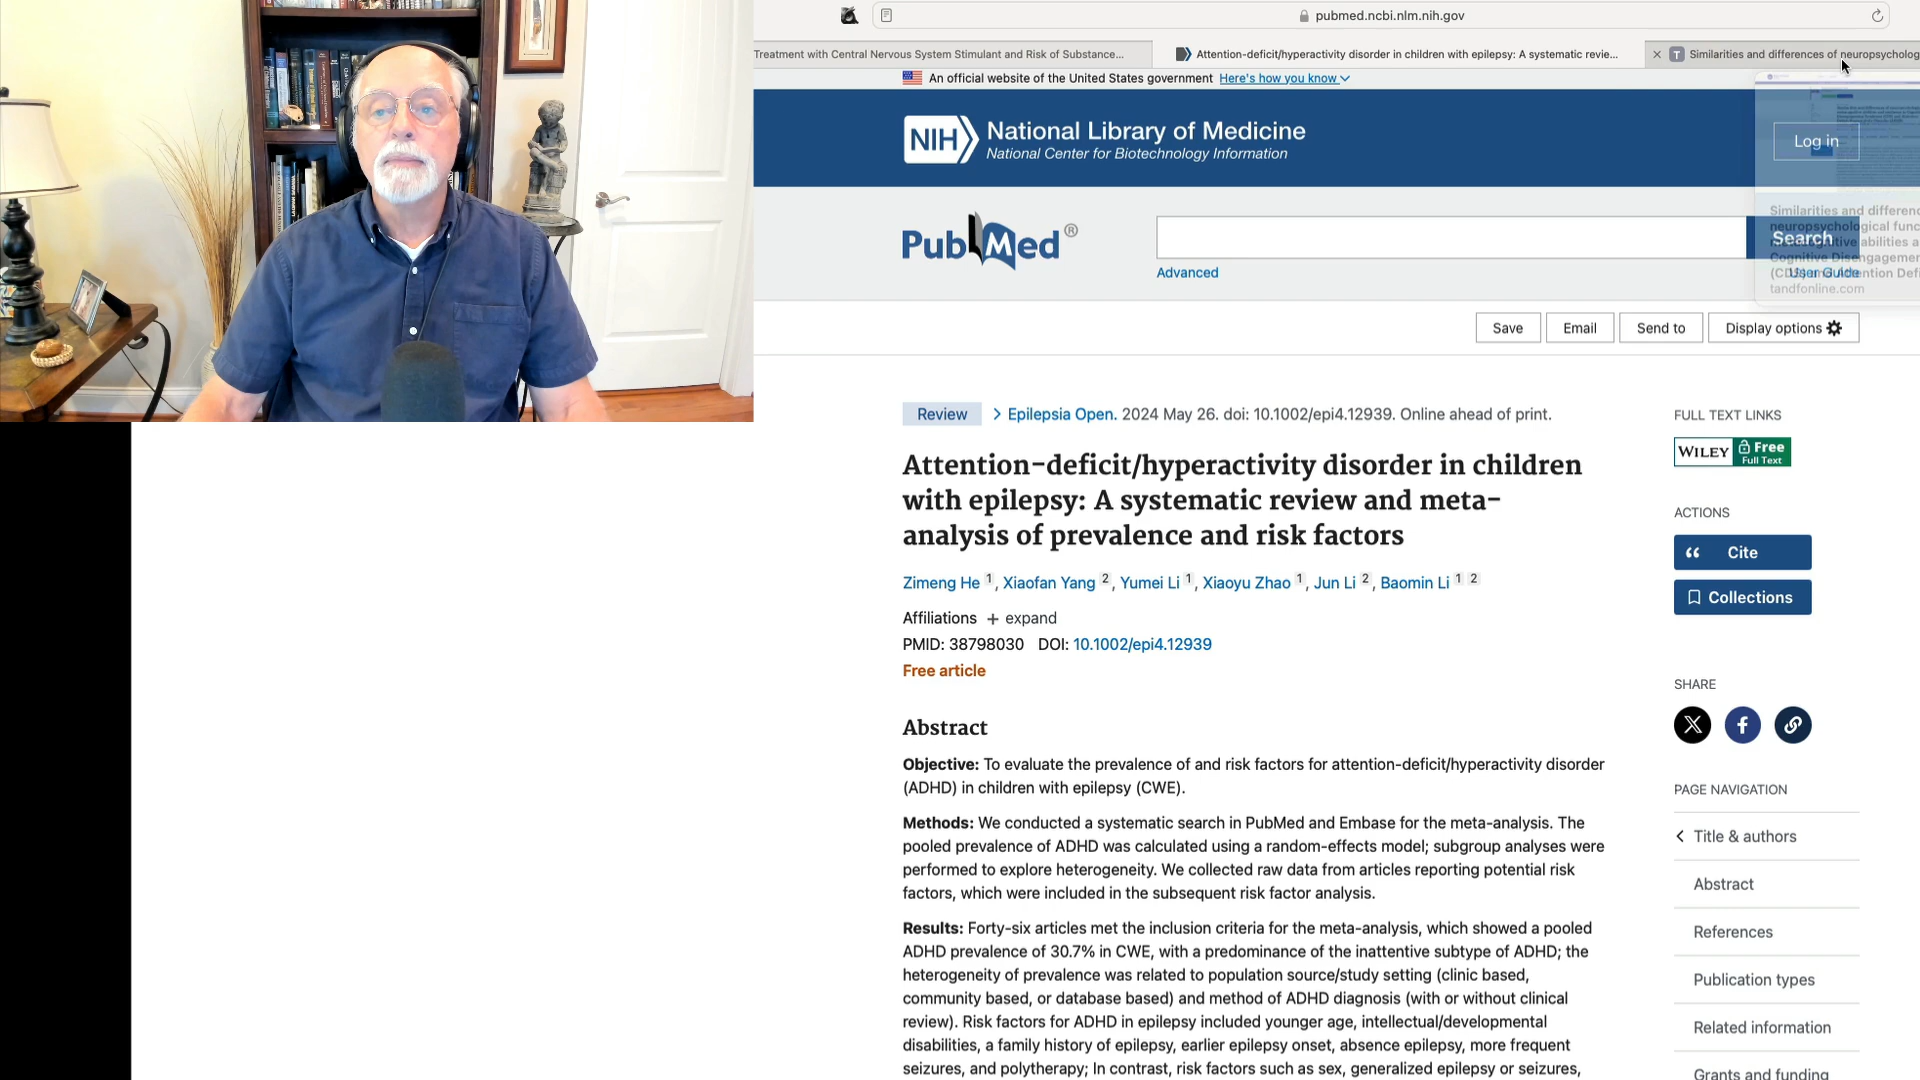 pubmed.ncbi.nlm.nih.gov
Treatment with Central Nervous System Stimulant and Risk of Substance...
Attention-deficit/hyperactivity disorder in children with epilepsy: A systematic revie...
Similarities and differences of neuropsycholog
An official website of the United States government Here's how you know
NIH National Library of Medicine
National Center for Biotechnology Information
Log in
PubMed®
Search
Advanced
User Guide
Similarities and differenc
neuropsychological func
abilities a
Cognitive Disengagemen
tandfonline.com
Save
Email
Send to
Display options
Review
Epilepsia Open. 2024 May 26. doi: 10.1002/epi4.12939. Online ahead of print.
Attention-deficit/hyperactivity disorder in children
with epilepsy: A systematic review and meta-
analysis of prevalence and risk factors
Zimeng He 1, Xiaofan Yang 2, Yumei Li 1, Xiaoyu Zhao 1, Jun Li 2, Baomin Li 1 2
Affiliations + expand
PMID: 38798030 DOI: 10.1002/epi4.12939
Free article
Abstract
Objective: To evaluate the prevalence of and risk factors for attention-deficit/hyperactivity disorder
(ADHD) in children with epilepsy (CWE).
Methods: We conducted a systematic search in PubMed and Embase for the meta-analysis. The
pooled prevalence of ADHD was calculated using a random-effects model; subgroup analyses were
performed to explore heterogeneity. We collected raw data from articles reporting potential risk
factors, which were included in the subsequent risk factor analysis.
Results: Forty-six articles met the inclusion criteria for the meta-analysis, which showed a pooled
ADHD prevalence of 30.7% in CWE, with a predominance of the inattentive subtype of ADHD; the
heterogeneity of prevalence was related to population source/study setting (clinic based,
community based, or database based) and method of ADHD diagnosis (with or without clinical
review). Risk factors for ADHD in epilepsy included younger age, intellectual/developmental
disabilities, a family history of epilepsy, earlier epilepsy onset, absence epilepsy, more frequent
seizures, and polytherapy; In contrast, risk factors such as sex, generalized epilepsy or seizures,
FULL TEXT LINKS
WILEY Free
Full Text
ACTIONS
Cite
Collections
SHARE
PAGE NAVIGATION
Title & authors
Abstract
References
Publication types
Related information
Grants and funding